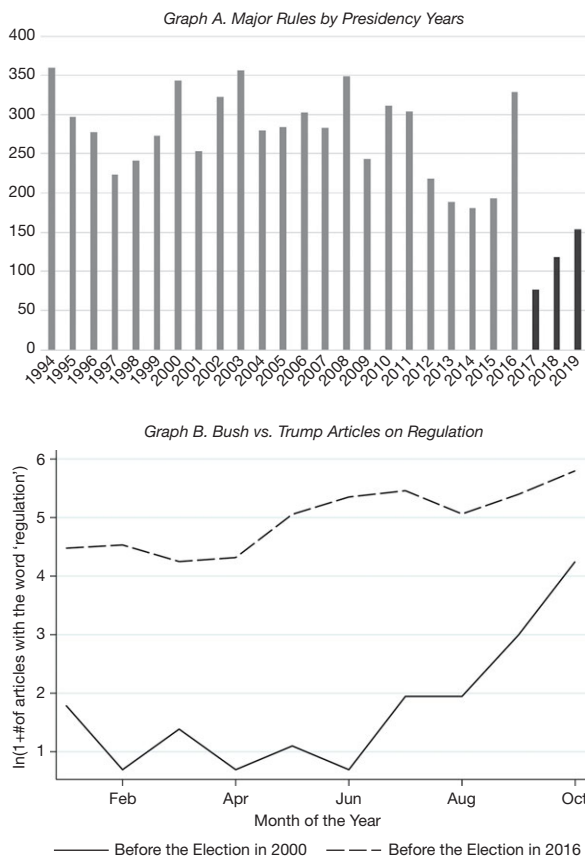 Graph A. Major Rules by Presidency Years
400
350
300
250
200
150
100
50
0
1994 1995 1996 1997 1998 1999 2000 2001 2002 2003 2004 2005 2006 2007 2008 2009 2010 2011 2012 2013 2014 2015 2016 2017 2018 2019
Graph B. Bush vs. Trump Articles on Regulation
ln(1+#of articles with the word ‘regulation’)
6
5
4
3
2
1
Feb Apr Jun Aug Oct
Month of the Year
Before the Election in 2000 Before the Election in 2016